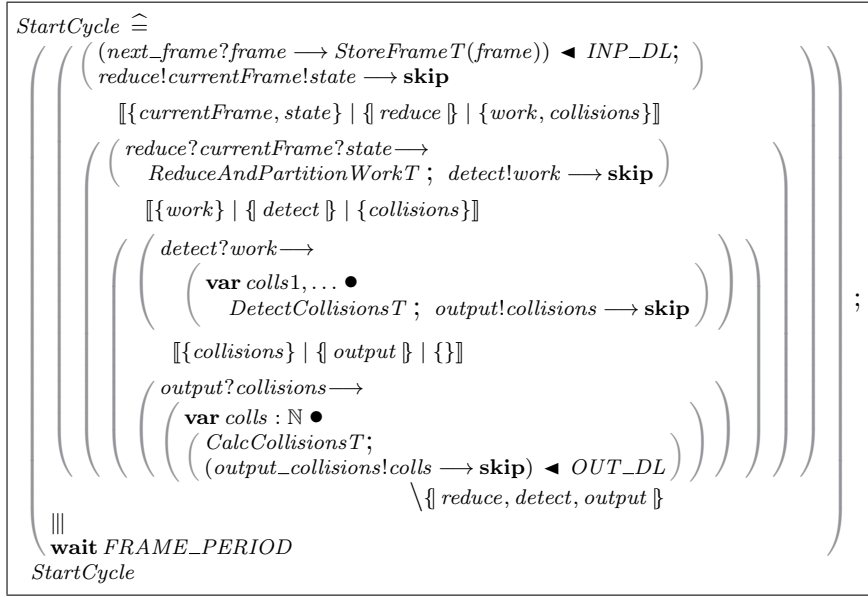 StartCycle ≙
(next_frame?frame ⟶ StoreFrameT(frame)) ◄ INP_DL;
reduce!currentFrame!state ⟶ skip
⟦{currentFrame, state} | {| reduce |} | {work, collisions}⟧
reduce?currentFrame?state⟶
ReduceAndPartitionWorkT ; detect!work ⟶ skip
⟦{work} | {| detect |} | {collisions}⟧
detect?work⟶
var colls1, … ●
DetectCollisionsT ; output!collisions ⟶ skip
;
⟦{collisions} | {| output |} | {}⟧
output?collisions⟶
var colls : ℕ ●
CalcCollisionsT;
(output_collisions!colls ⟶ skip) ◄ OUT_DL
\{| reduce, detect, output |}
|||
wait FRAME_PERIOD
StartCycle